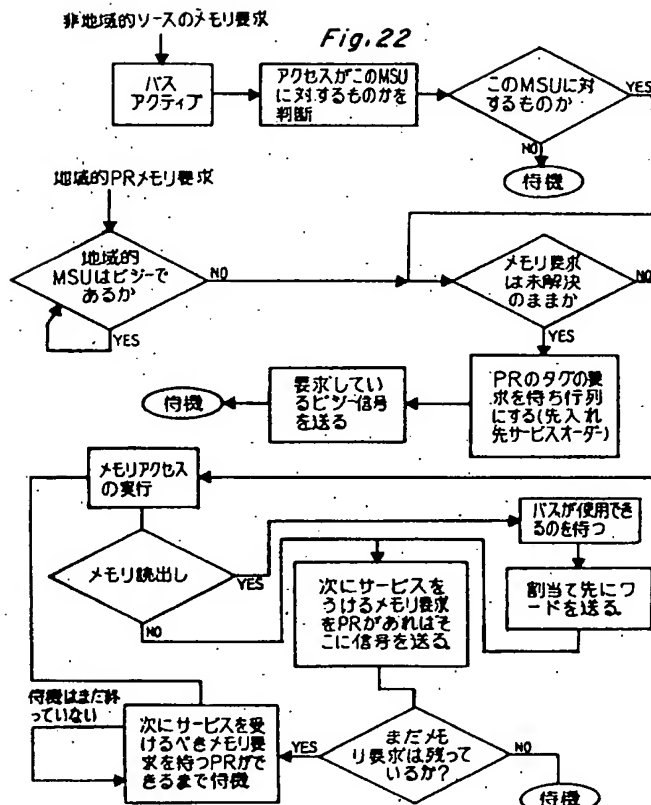 非地域的ソースのメモリ要求
Fig.22
バス
アクティブ
アクセスがこのMSU
に対するものかを
判断
このMSUに対
するものか
YES
NO
待機
地域的PRメモリ要求
地域的
MSUはビジーで
あるか
NO
YES
メモリ要求
は未解決
のままか
NO
YES
PRのタグの要
求を待ち行列
にする(先入れ
先サービスオーダー)
要求してい
るビジー信号
を送る
待機
メモリアクセス
の実行
メモリ読出し
YES
NO
バスが使用でき
るのを待つ
割当て先にワ
ードを送る.
次にサービスを
うけるメモリ要求
をPRがあればそ
こに信号を送る.
待機はまだ終
っていない
次にサービスを受
けるべきメモリ要
求を待つPRがで
きるまで待機
YES
まだメモ
リ要求は残って
いるか?
NO
待機